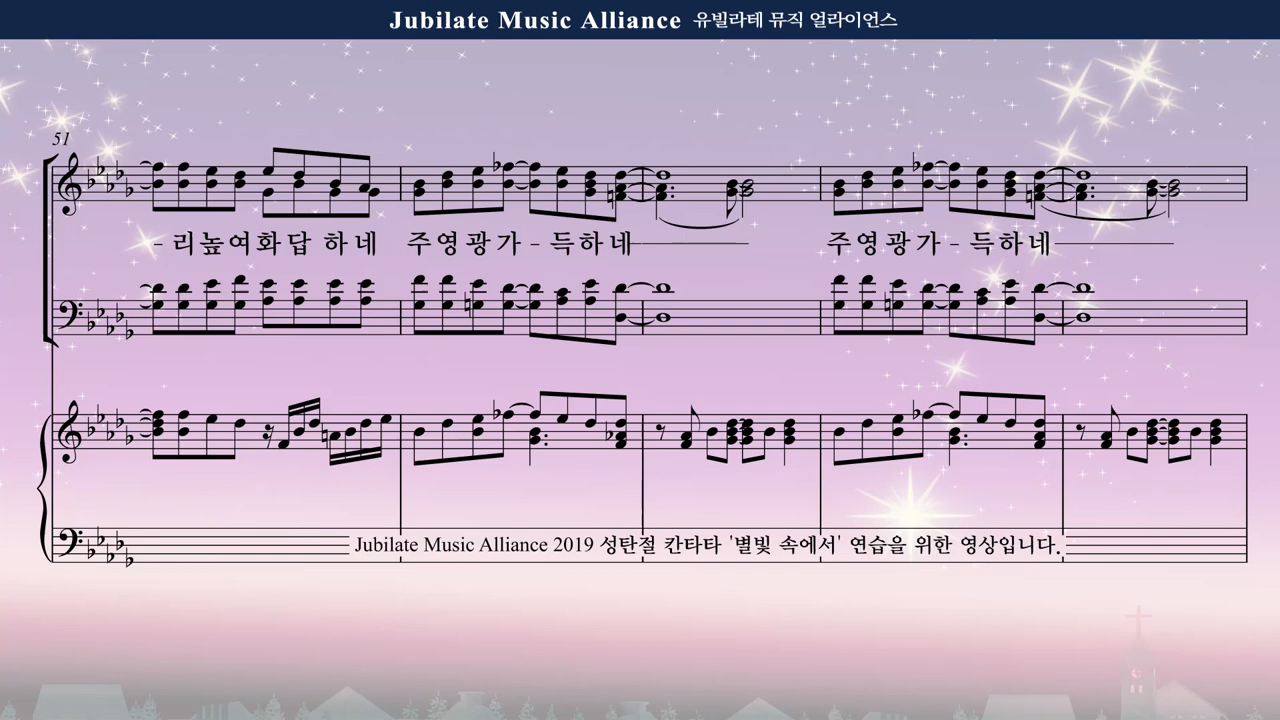 Jubilate Music Alliance 유빌라테 뮤직 얼라이언스
51
- 리높여화답 하네 주영광가 - 득하네 주영광가 - 득하네
Jubilate Music Alliance 2019 성탄절 칸타타 '별빛 속에서' 연습을 위한 영상입니다.